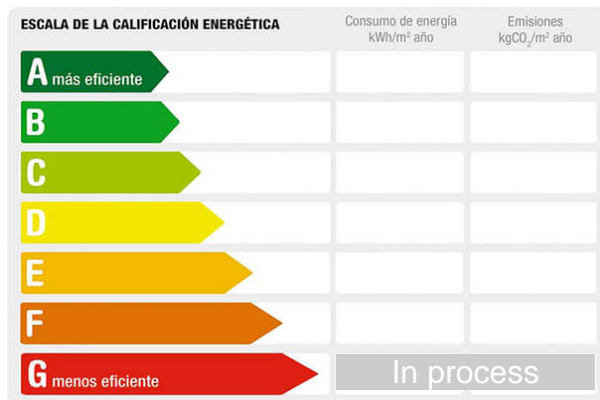 ESCALA DE LA CALIFICACIÓN ENERGÉTICA
Consumo de energía
kWh/m² año
Emisiones
kgCO₂/m² año
A más eficiente
B
C
D
E
F
G menos eficiente
In process